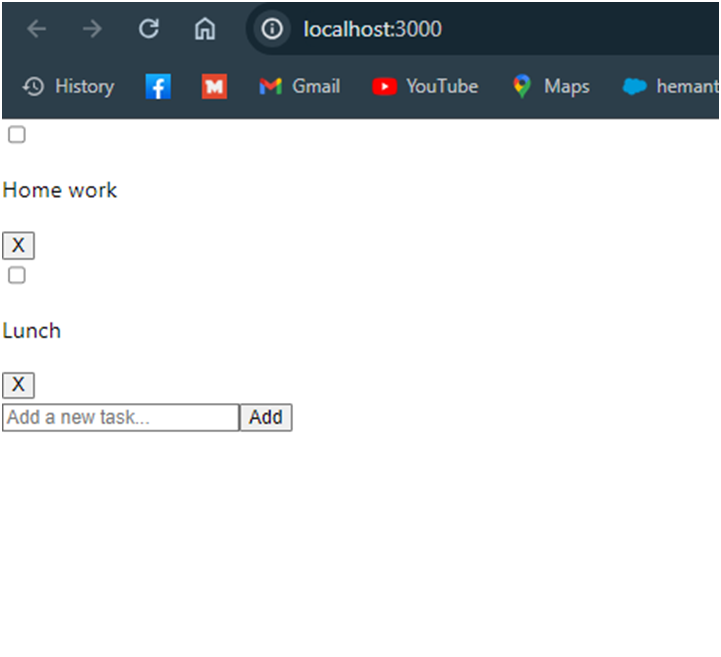 localhost:3000
History Gmail YouTube Maps hemant
Home work
X
Lunch
X
Add a new task... Add